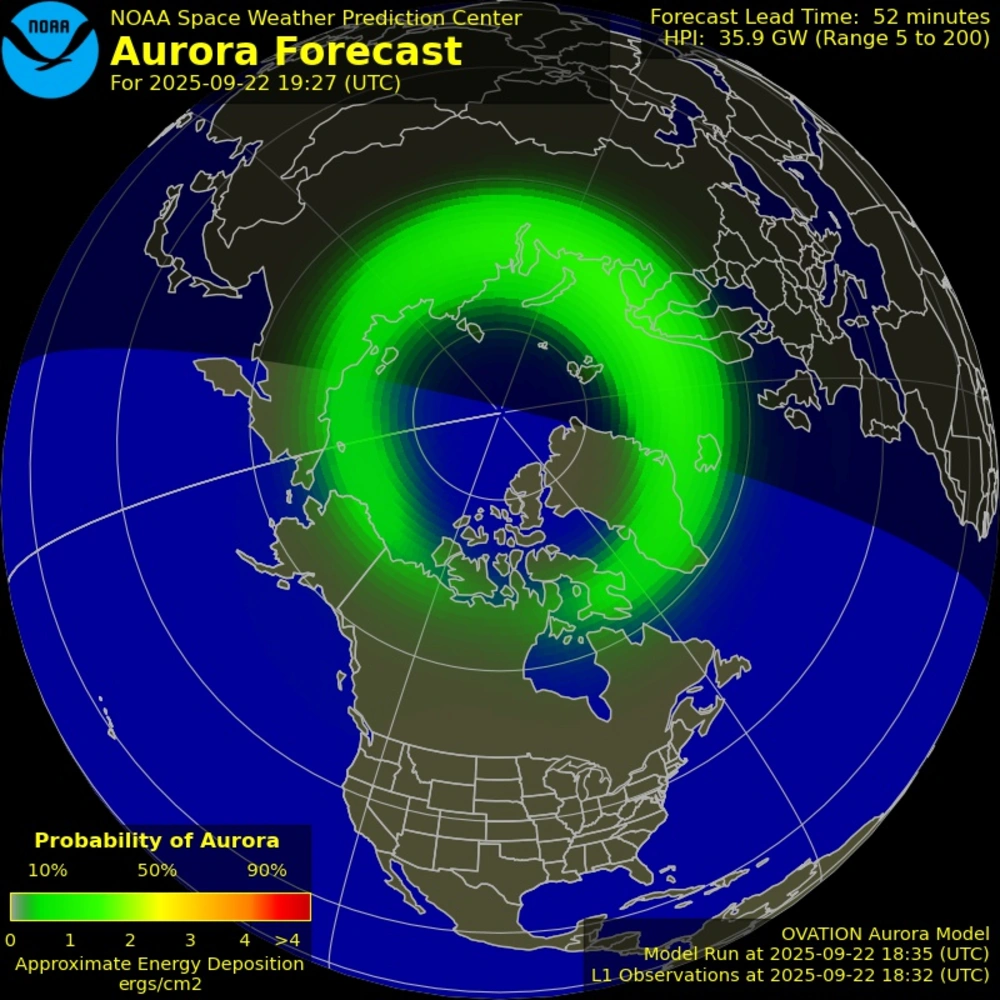 NOAA
NOAA Space Weather Prediction Center
Aurora Forecast
For 2025-09-22 19:27 (UTC)
Forecast Lead Time: 52 minutes
HPI: 35.9 GW (Range 5 to 200)
Probability of Aurora
10% 50% 90%
0 1 2 3 4 >4
Approximate Energy Deposition
ergs/cm2
OVATION Aurora Model
Model Run at 2025-09-22 18:35 (UTC)
L1 Observations at 2025-09-22 18:32 (UTC)